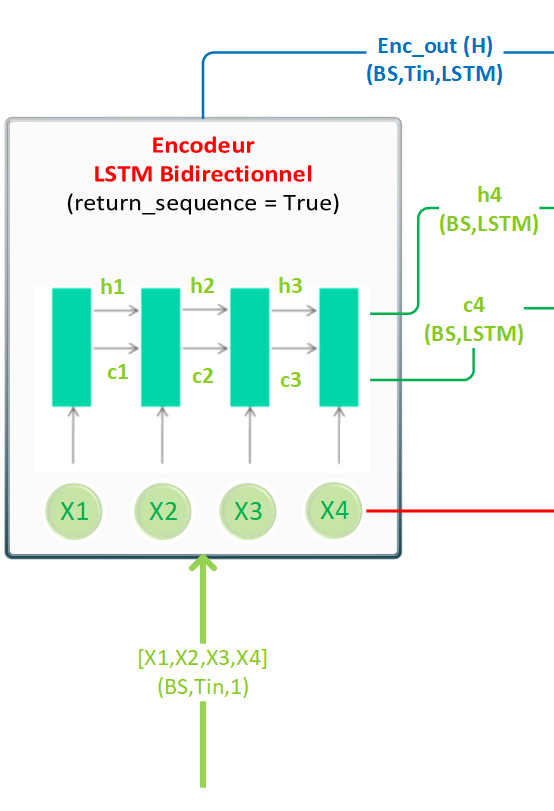 Enc_out (H)
(BS,Tin,LSTM)
Encodeur
LSTM Bidirectionnel
(return_sequence = True)
h4
(BS,LSTM)
h1 h2 h3
c4
(BS,LSTM)
c1 c2 c3
X1 X2 X3 X4
[X1,X2,X3,X4]
(BS,Tin,1)